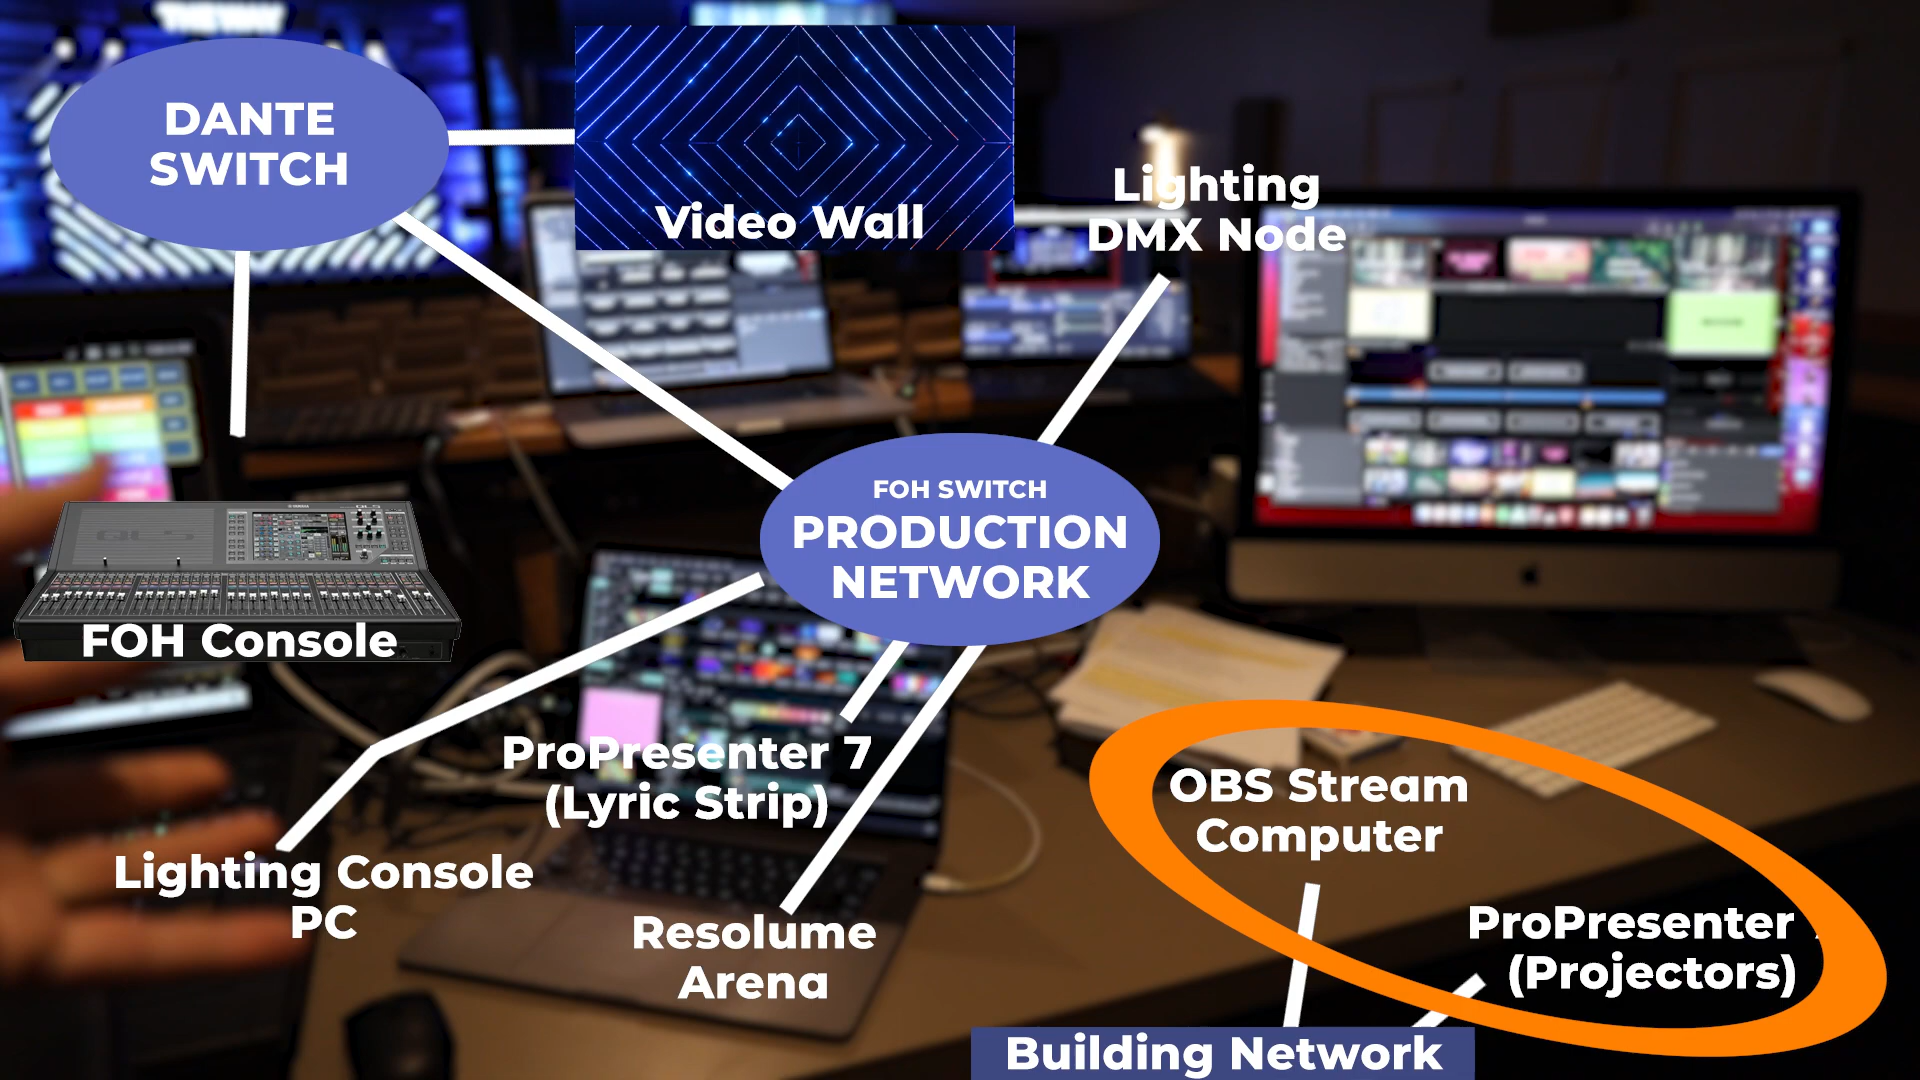 DANTE
SWITCH
Video Wall
Lighting
DMX Node
FOH SWITCH
PRODUCTION
NETWORK
FOH Console
ProPresenter 7
(Lyric Strip)
OBS Stream
Computer
Lighting Console
PC
Resolume
Arena
ProPresenter
(Projectors)
Building Network